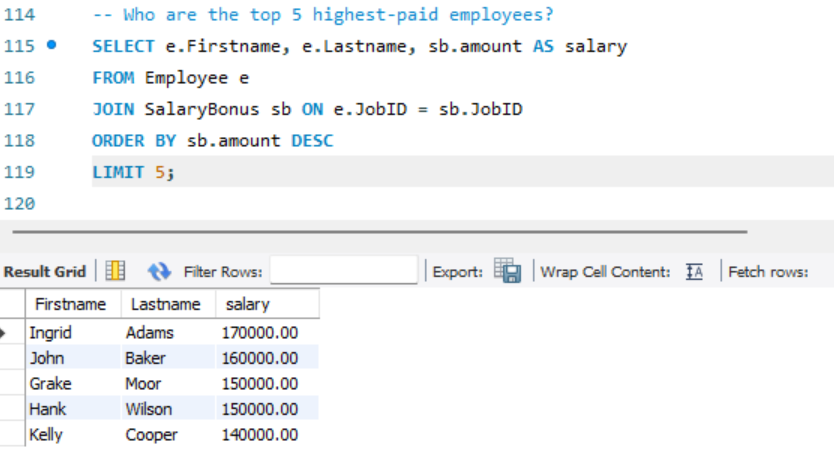 114 -- Who are the top 5 highest-paid employees?
115 SELECT e.Firstname, e.Lastname, sb.amount AS salary
116 FROM Employee e
117 JOIN SalaryBonus sb ON e.JobID = sb.JobID
118 ORDER BY sb.amount DESC
119 LIMIT 5;
120
Result Grid Filter Rows: Export: Wrap Cell Content: IA Fetch rows:
Firstname Lastname salary
Ingrid Adams 170000.00
John Baker 160000.00
Grake Moor 150000.00
Hank Wilson 150000.00
Kelly Cooper 140000.00